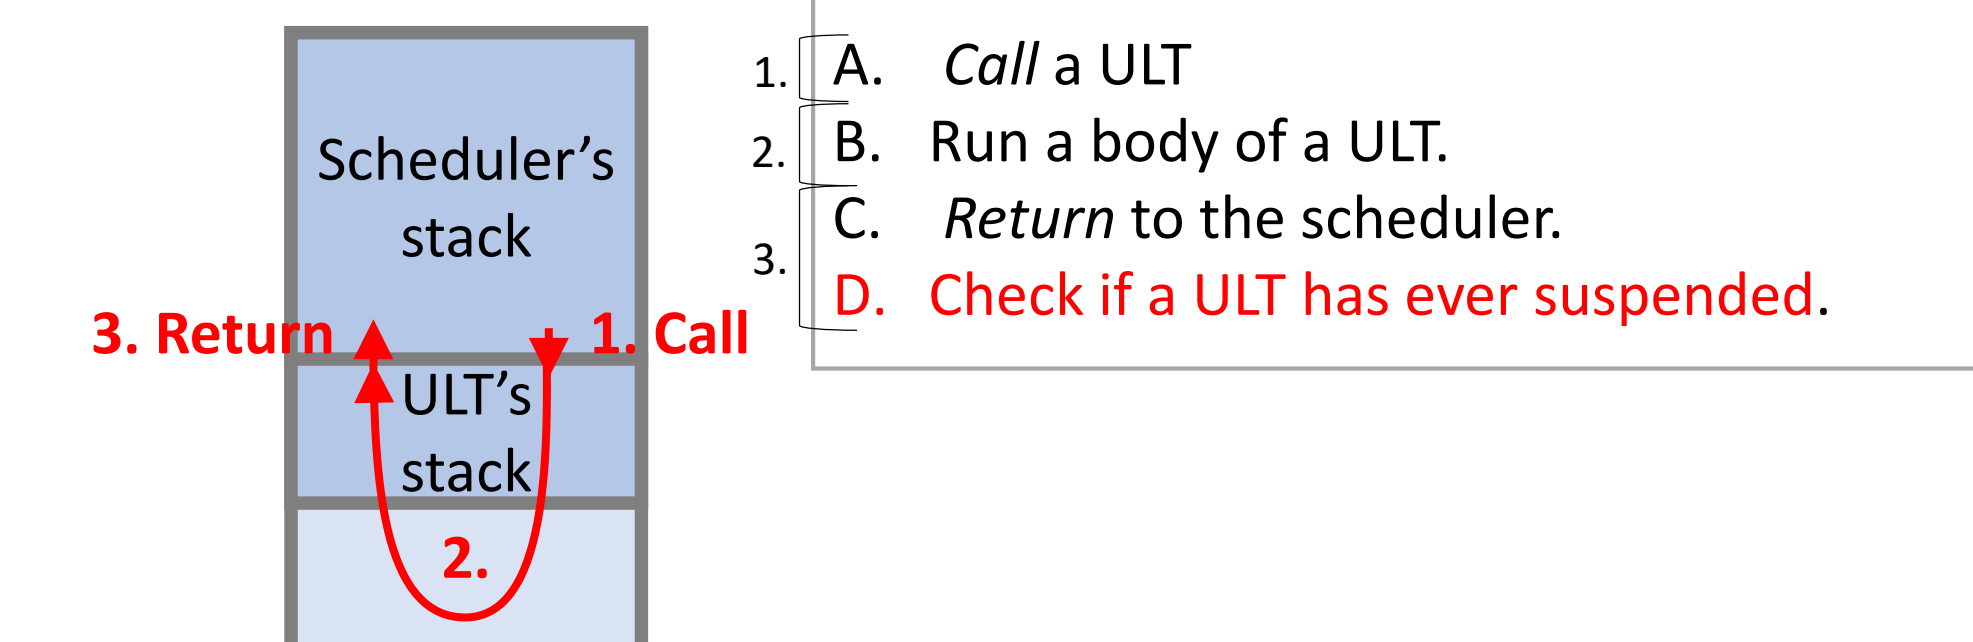 Scheduler’s
stack
3. Return
1. Call
ULT’s
stack
2.
1.
A. Call a ULT
2.
B. Run a body of a ULT.
3.
C. Return to the scheduler.
D. Check if a ULT has ever suspended.